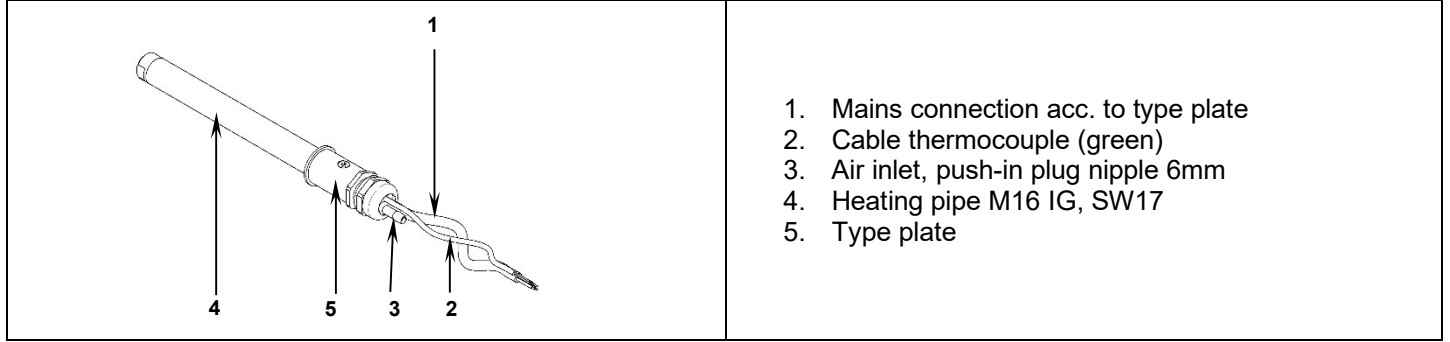 1
4 5 3 2
1. Mains connection acc. to type plate
2. Cable thermocouple (green)
3. Air inlet, push-in plug nipple 6mm
4. Heating pipe M16 IG, SW17
5. Type plate